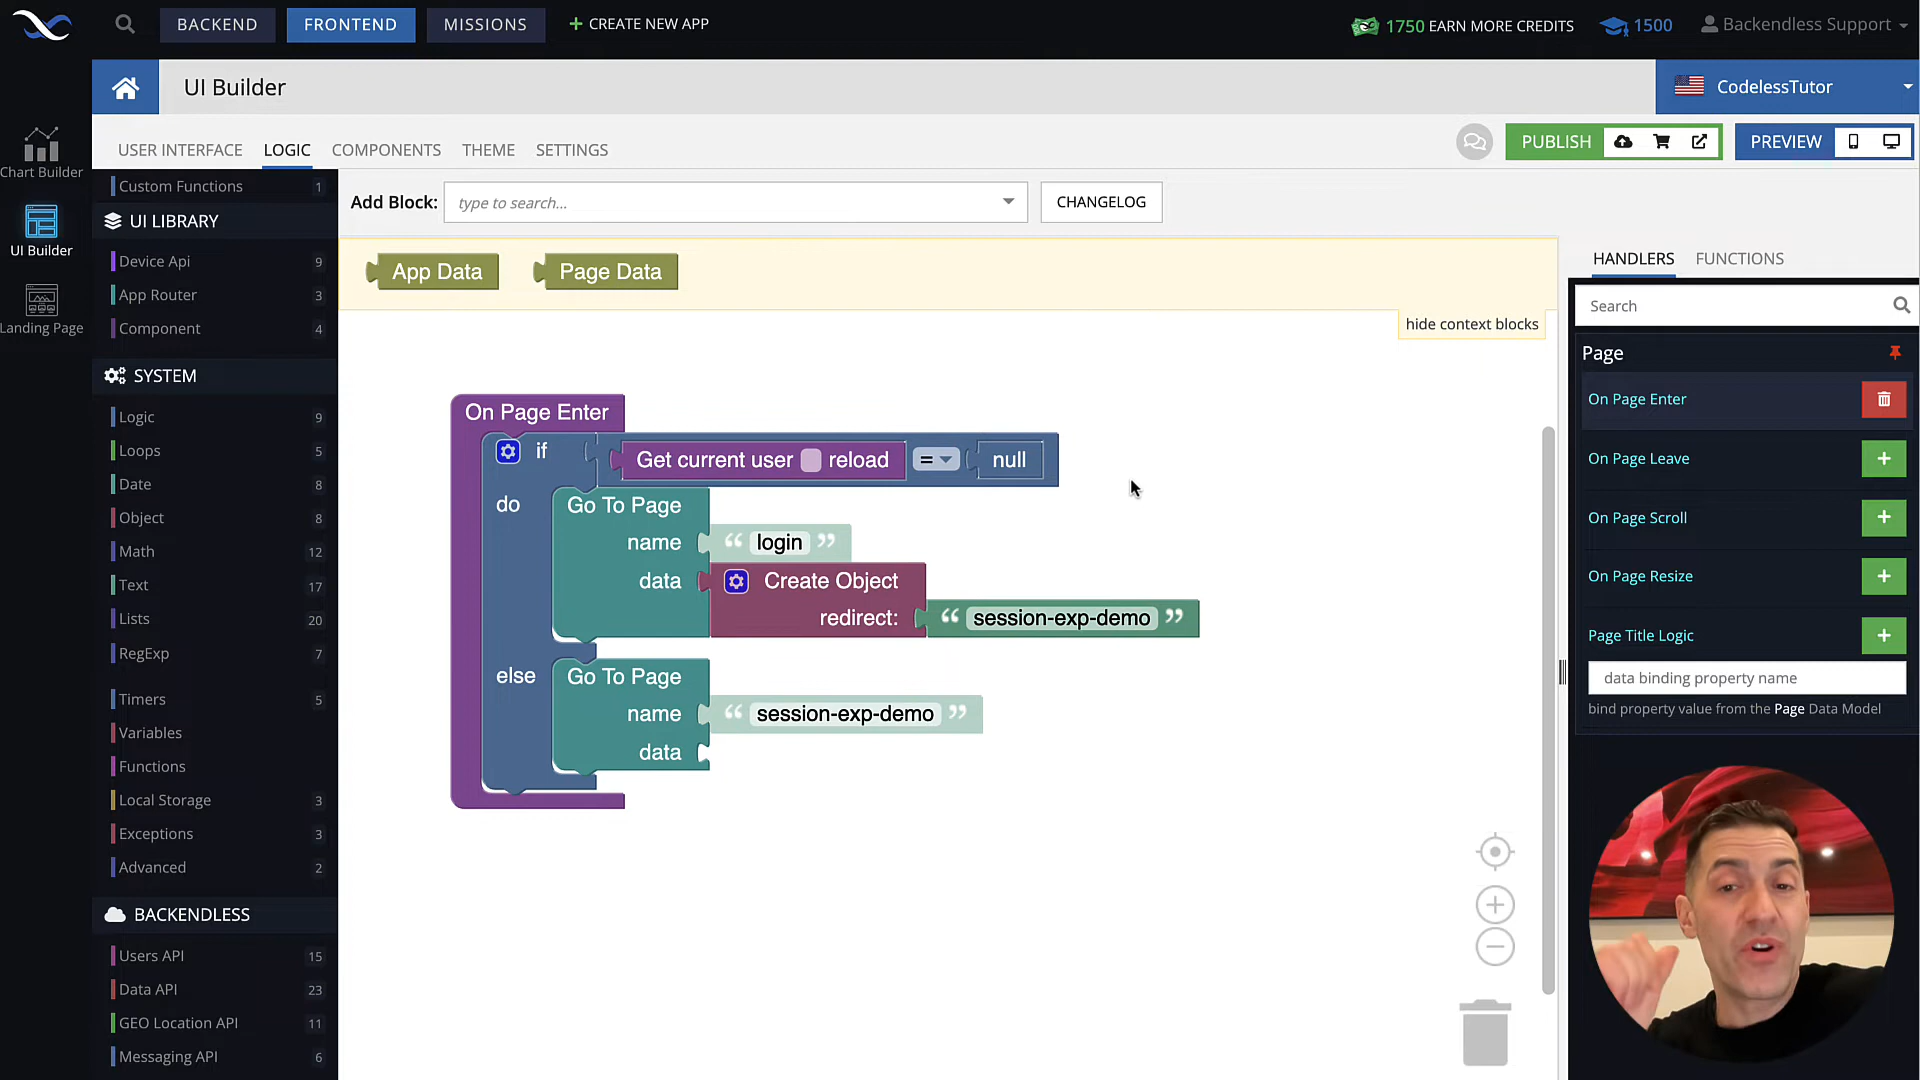 BACKEND
FRONTEND
MISSIONS
+ CREATE NEW APP
1750 EARN MORE CREDITS
1500
Backendless Support
UI Builder
CodelessTutor
USER INTERFACE
LOGIC
COMPONENTS
THEME
SETTINGS
PUBLISH
PREVIEW
Chart Builder
UI Builder
Landing Page
Custom Functions 1
UI LIBRARY
Device Api 9
App Router 3
Component 4
SYSTEM
Logic 9
Loops 5
Date 8
Object 8
Math 12
Text 17
Lists 20
RegExp 7
Timers 5
Variables
Functions
Local Storage 3
Exceptions 3
Advanced 2
BACKENDLESS
Users API 15
Data API 23
GEO Location API 11
Messaging API 6
Add Block:
type to search...
CHANGELOG
App Data
Page Data
hide context blocks
On Page Enter
if Get current user reload = null
do Go To Page
name “ login ”
data Create Object
redirect: “ session-exp-demo ”
else Go To Page
name “ session-exp-demo ”
data
HANDLERS
FUNCTIONS
Search
Page
On Page Enter
On Page Leave
On Page Scroll
On Page Resize
Page Title Logic
data binding property name
bind property value from the Page Data Model